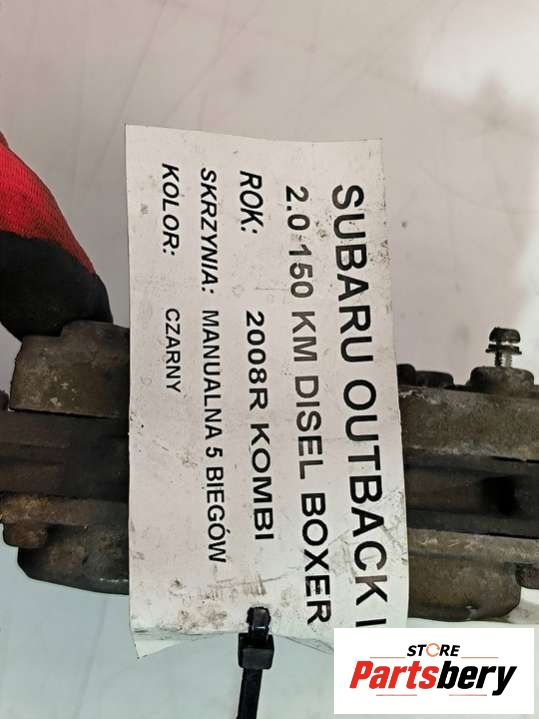 SUBARU OUTBACK I
2.0 150 KM DISEL BOXER
ROK: 2008R KOMBI
SKRZYNIA: MANUALNA 5 BIEGÓW
KOLOR: CZARNY
STORE
Partsbery